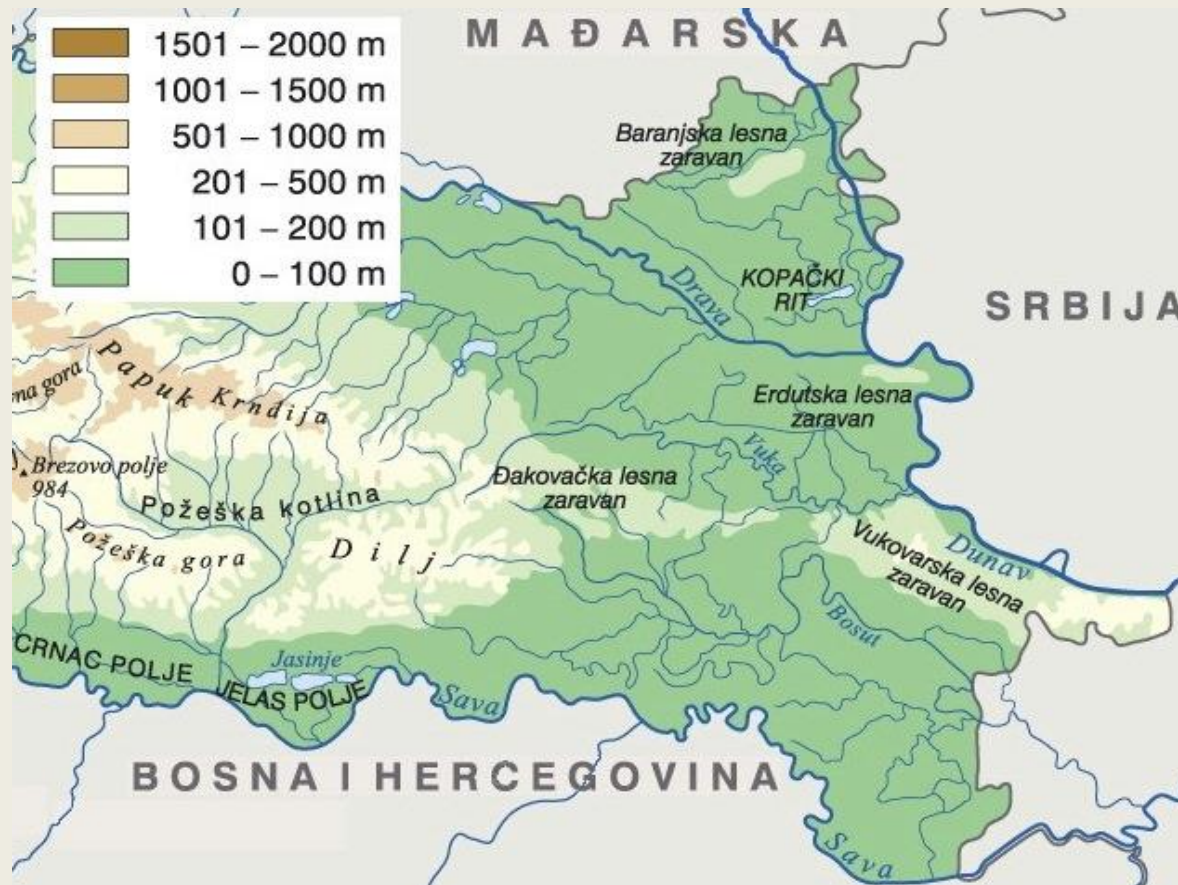 1501 – 2000 m
1001 – 1500 m
501 – 1000 m
201 – 500 m
101 – 200 m
0 – 100 m
MAĐARSKA
Baranjska lesna
zaravan
KOPAČKI
RIT
Drava
SRBIJA
Papuk Krndija
na gora
Erdutska lesna
zaravan
Brezovo polje
984
Vuka
Đakovačka lesna
zaravan
Požeška kotlina
Požeška gora
Dilj
Vukovarska lesna
zaravan
Dunav
Bosut
CRNAC POLJE
Jasinje
JELAS POLJE
Sava
BOSNA I HERCEGOVINA
Sava